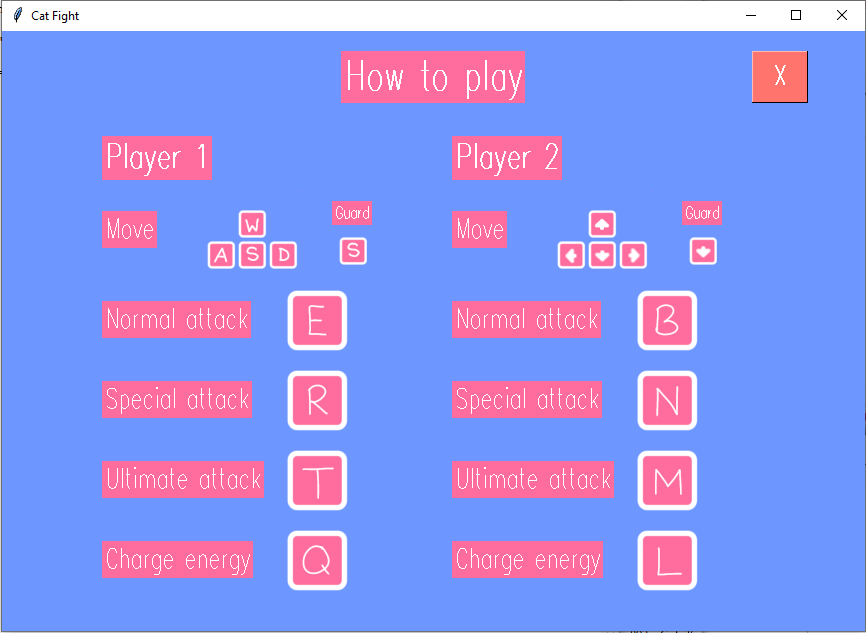 Cat Fight
How to play
X
Player 1
Move
W
A S D
Guard
S
Normal attack
E
Special attack
R
Ultimate attack
T
Charge energy
Q
Player 2
Move
Guard
Normal attack
B
Special attack
N
Ultimate attack
M
Charge energy
L